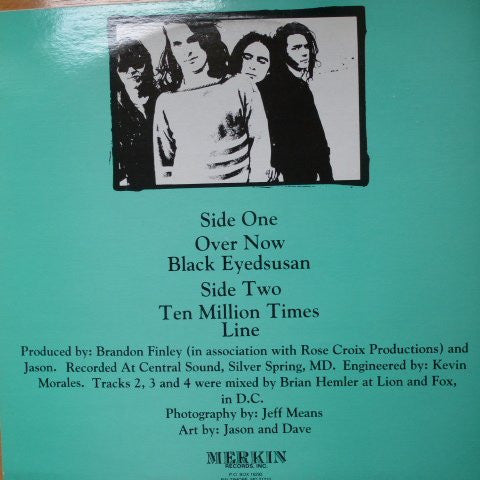 Side One
Over Now
Black Eyedsusan
Side Two
Ten Million Times
Line
Produced by: Brandon Finley (in association with Rose Croix Productions) and
Jason. Recorded At Central Sound, Silver Spring, MD. Engineered by: Kevin
Morales. Tracks 2, 3 and 4 were mixed by Brian Hemler at Lion and Fox,
in D.C.
Photography by: Jeff Means
Art by: Jason and Dave
MERKIN
RECORDS, INC.
P.O. BOX